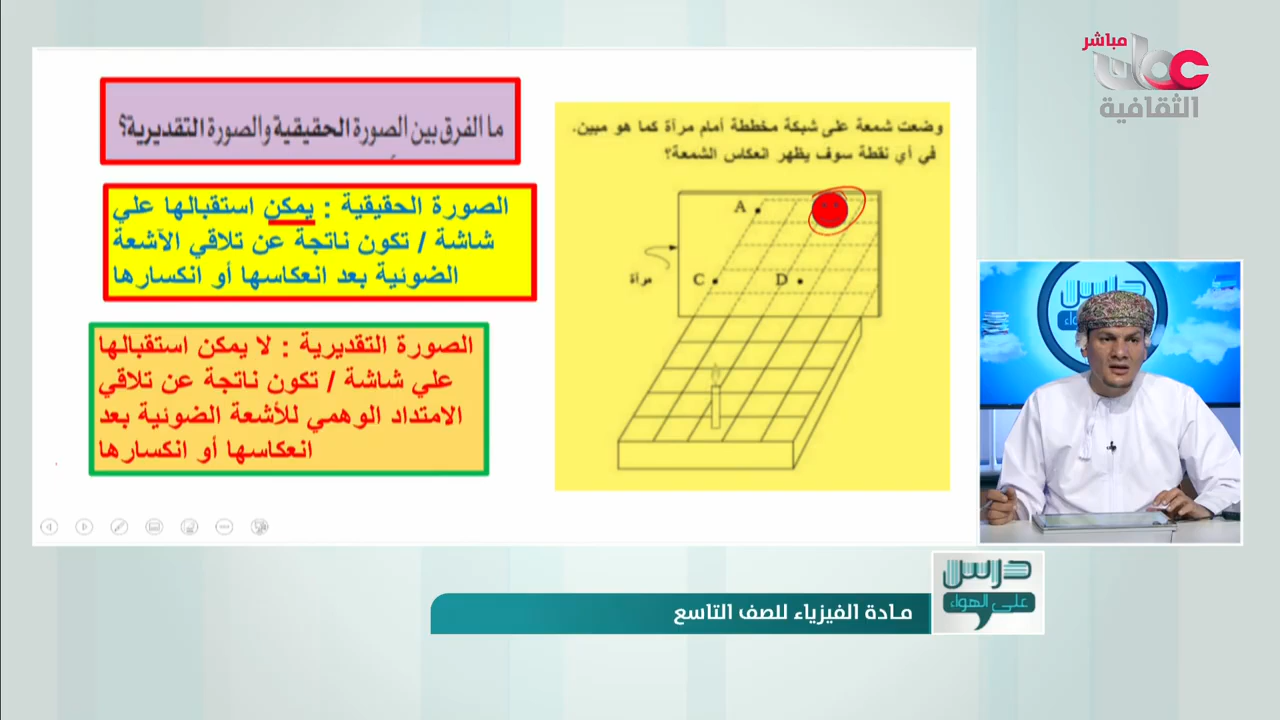 مباشر
عمان
الثقافية
ما الفرق بين الصورة الحقيقية والصورة التقديرية؟
الصورة الحقيقية : يمكن استقبالها علي
شاشة / تكون ناتجة عن تلاقي الآشعة
الضوئية بعد انعكاسها أو انكسارها
الصورة التقديرية : لا يمكن استقبالها
علي شاشة / تكون ناتجة عن تلاقي
الامتداد الوهمي للأشعة الضوئية بعد
انعكاسها أو انكسارها
وضعت شمعة على شبكة مخططة أمام مرآة كما هو مبين.
في أي نقطة سوف يظهر انعكاس الشمعة؟
A
مرآة
C
D
درس
درس
على الهواء
مادة الفيزياء للصف التاسع